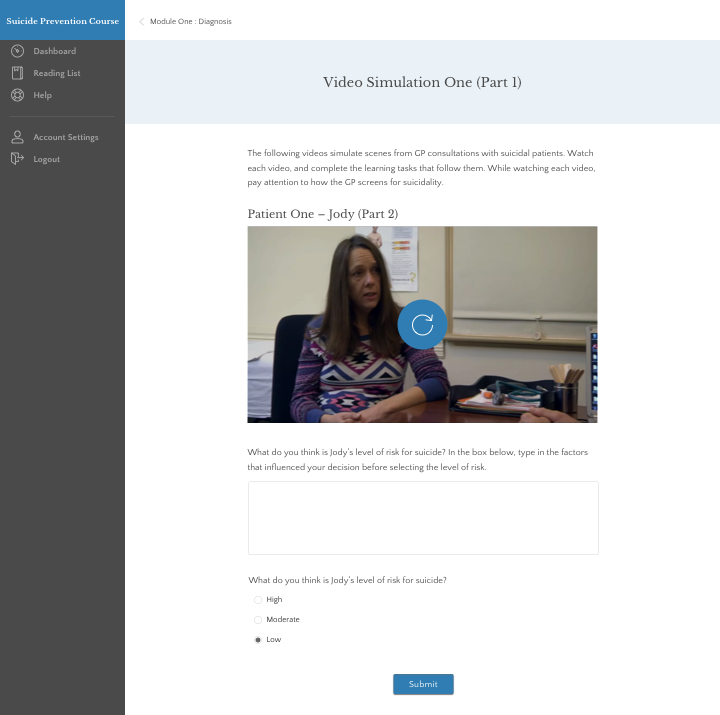 Suicide Prevention Course
Module One : Diagnosis
Dashboard
Reading List
Help
Account Settings
Logout
Video Simulation One (Part 1)
The following videos simulate scenes from GP consultations with suicidal patients. Watch
each video, and complete the learning tasks that follow them. While watching each video,
pay attention to how the GP screens for suicidality.
Patient One – Jody (Part 2)
What do you think is Jody's level of risk for suicide? In the box below, type in the factors
that influenced your decision before selecting the level of risk.
What do you think is Jody's level of risk for suicide?
High
Moderate
Low
Submit